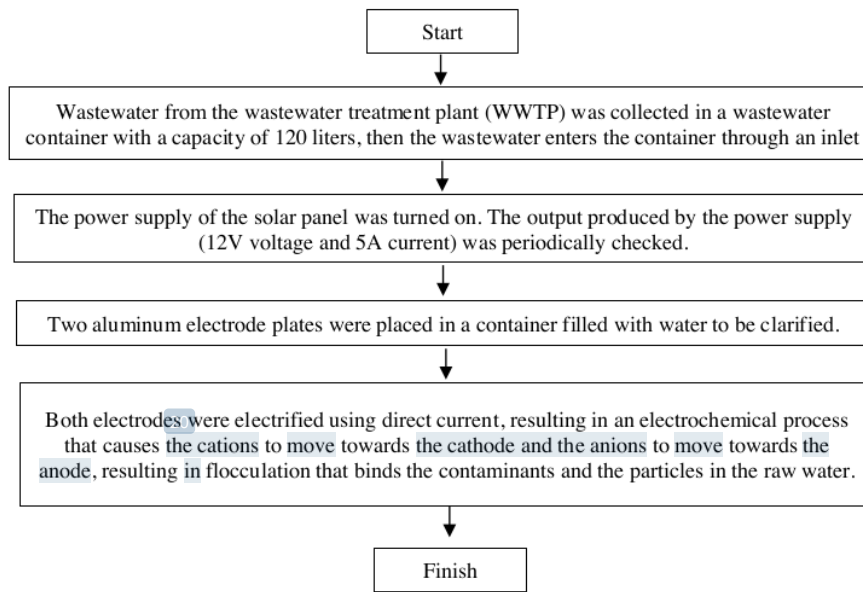 Start
Wastewater from the wastewater treatment plant (WWTP) was collected in a wastewater
container with a capacity of 120 liters, then the wastewater enters the container through an inlet
The power supply of the solar panel was turned on. The output produced by the power supply
(12V voltage and 5A current) was periodically checked.
Two aluminum electrode plates were placed in a container filled with water to be clarified.
Both electrodes were electrified using direct current, resulting in an electrochemical process
that causes the cations to move towards the cathode and the anions to move towards the
anode, resulting in flocculation that binds the contaminants and the particles in the raw water.
Finish